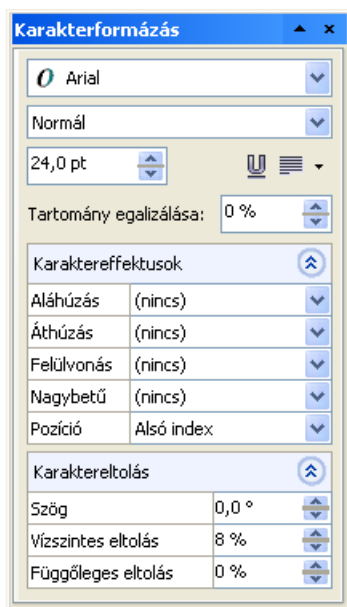 Karakterformázás
Arial
Normál
24,0 pt
Tartomány egalizálása: 0 %
Karaktereffektusok
Aláhúzás (nincs)
Áthúzás (nincs)
Felülvonás (nincs)
Nagybetű (nincs)
Pozíció Alsó index
Karaktereltolás
Szög 0,0 °
Vízszintes eltolás 8 %
Függőleges eltolás 0 %